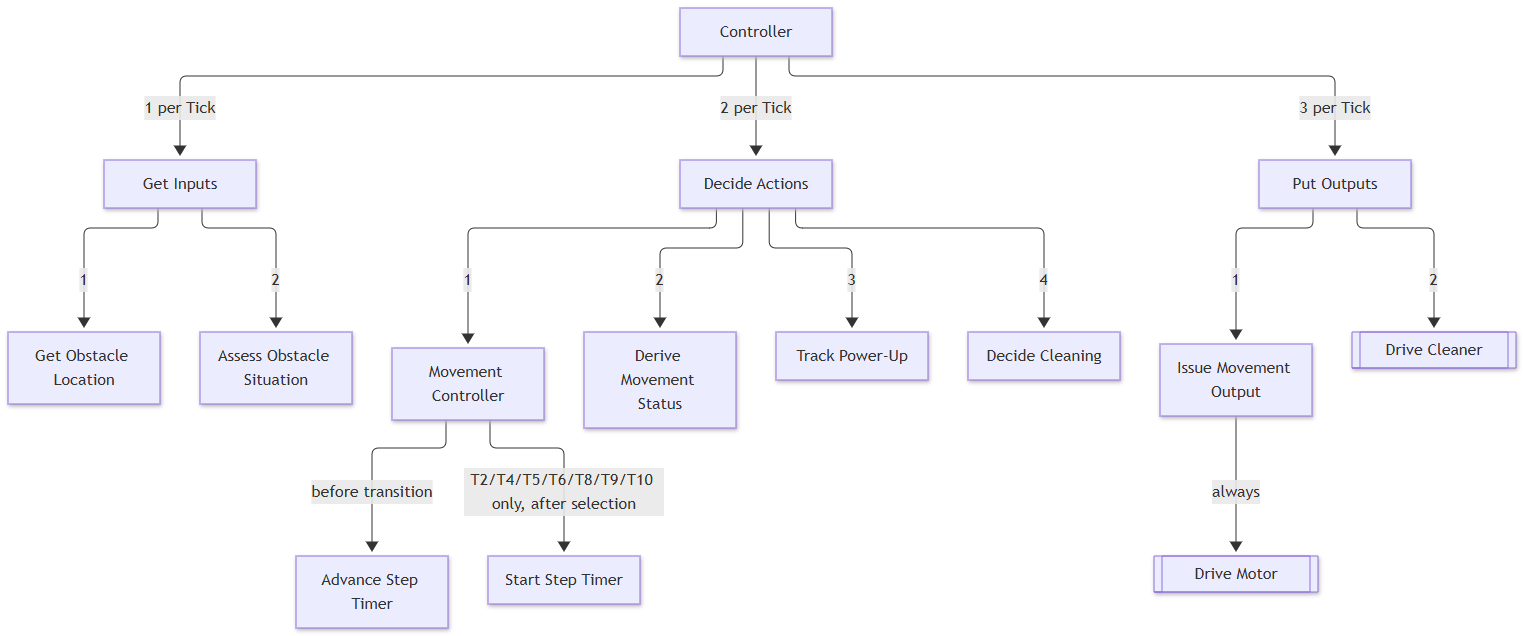 Controller
1 per Tick
2 per Tick
3 per Tick
Get Inputs
Decide Actions
Put Outputs
1
2
1
2
3
4
1
2
Get Obstacle
Location
Assess Obstacle
Situation
Movement
Controller
Derive
Movement
Status
Track Power-Up
Decide Cleaning
Issue Movement
Output
Drive Cleaner
before transition
T2/T4/T5/T6/T8/T9/T10
only, after selection
always
Advance Step
Timer
Start Step Timer
Drive Motor